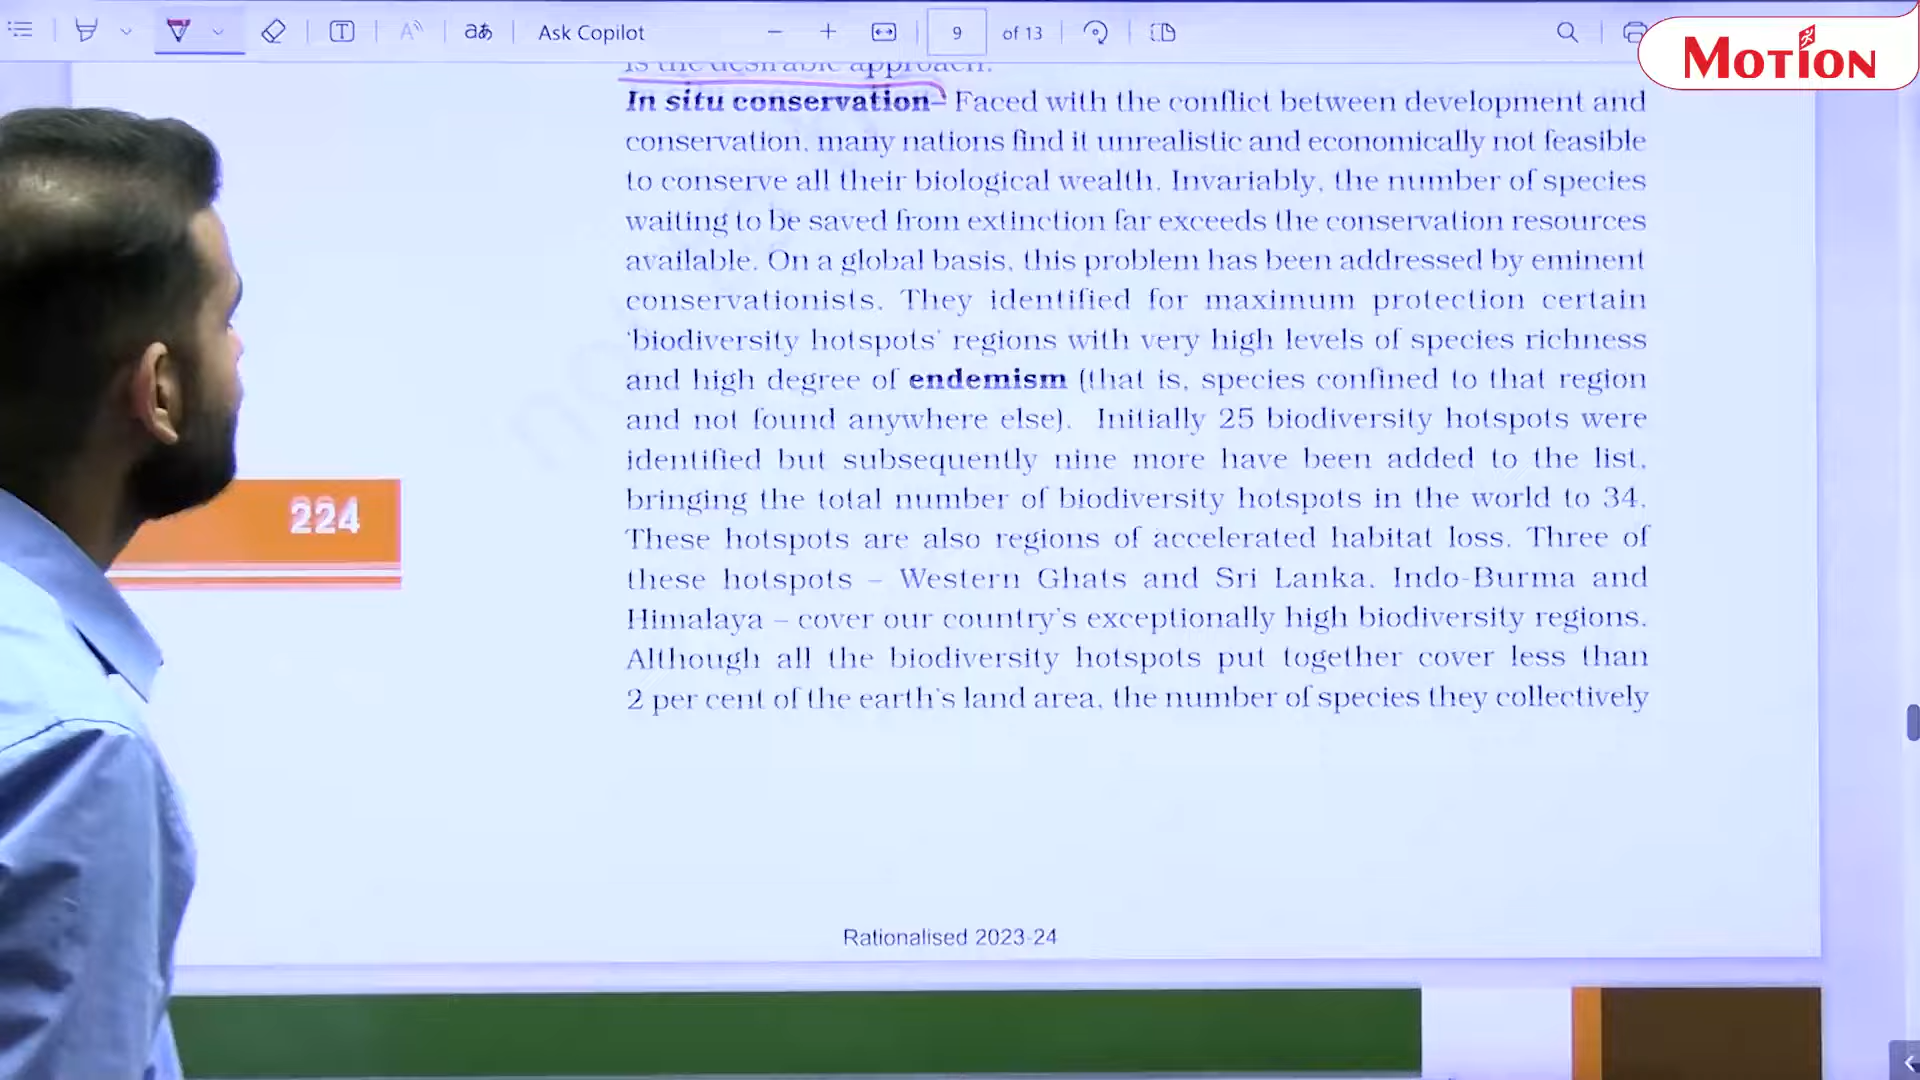 Ask Copilot
9 of 13
MOTION
is the desirable approach.
In situ conservation– Faced with the conflict between development and
conservation, many nations find it unrealistic and economically not feasible
to conserve all their biological wealth. Invariably, the number of species
waiting to be saved from extinction far exceeds the conservation resources
available. On a global basis, this problem has been addressed by eminent
conservationists. They identified for maximum protection certain
‘biodiversity hotspots’ regions with very high levels of species richness
and high degree of endemism (that is, species confined to that region
and not found anywhere else). Initially 25 biodiversity hotspots were
identified but subsequently nine more have been added to the list,
bringing the total number of biodiversity hotspots in the world to 34.
These hotspots are also regions of accelerated habitat loss. Three of
these hotspots – Western Ghats and Sri Lanka, Indo-Burma and
Himalaya – cover our country’s exceptionally high biodiversity regions.
Although all the biodiversity hotspots put together cover less than
2 per cent of the earth’s land area, the number of species they collectively
224
Rationalised 2023-24